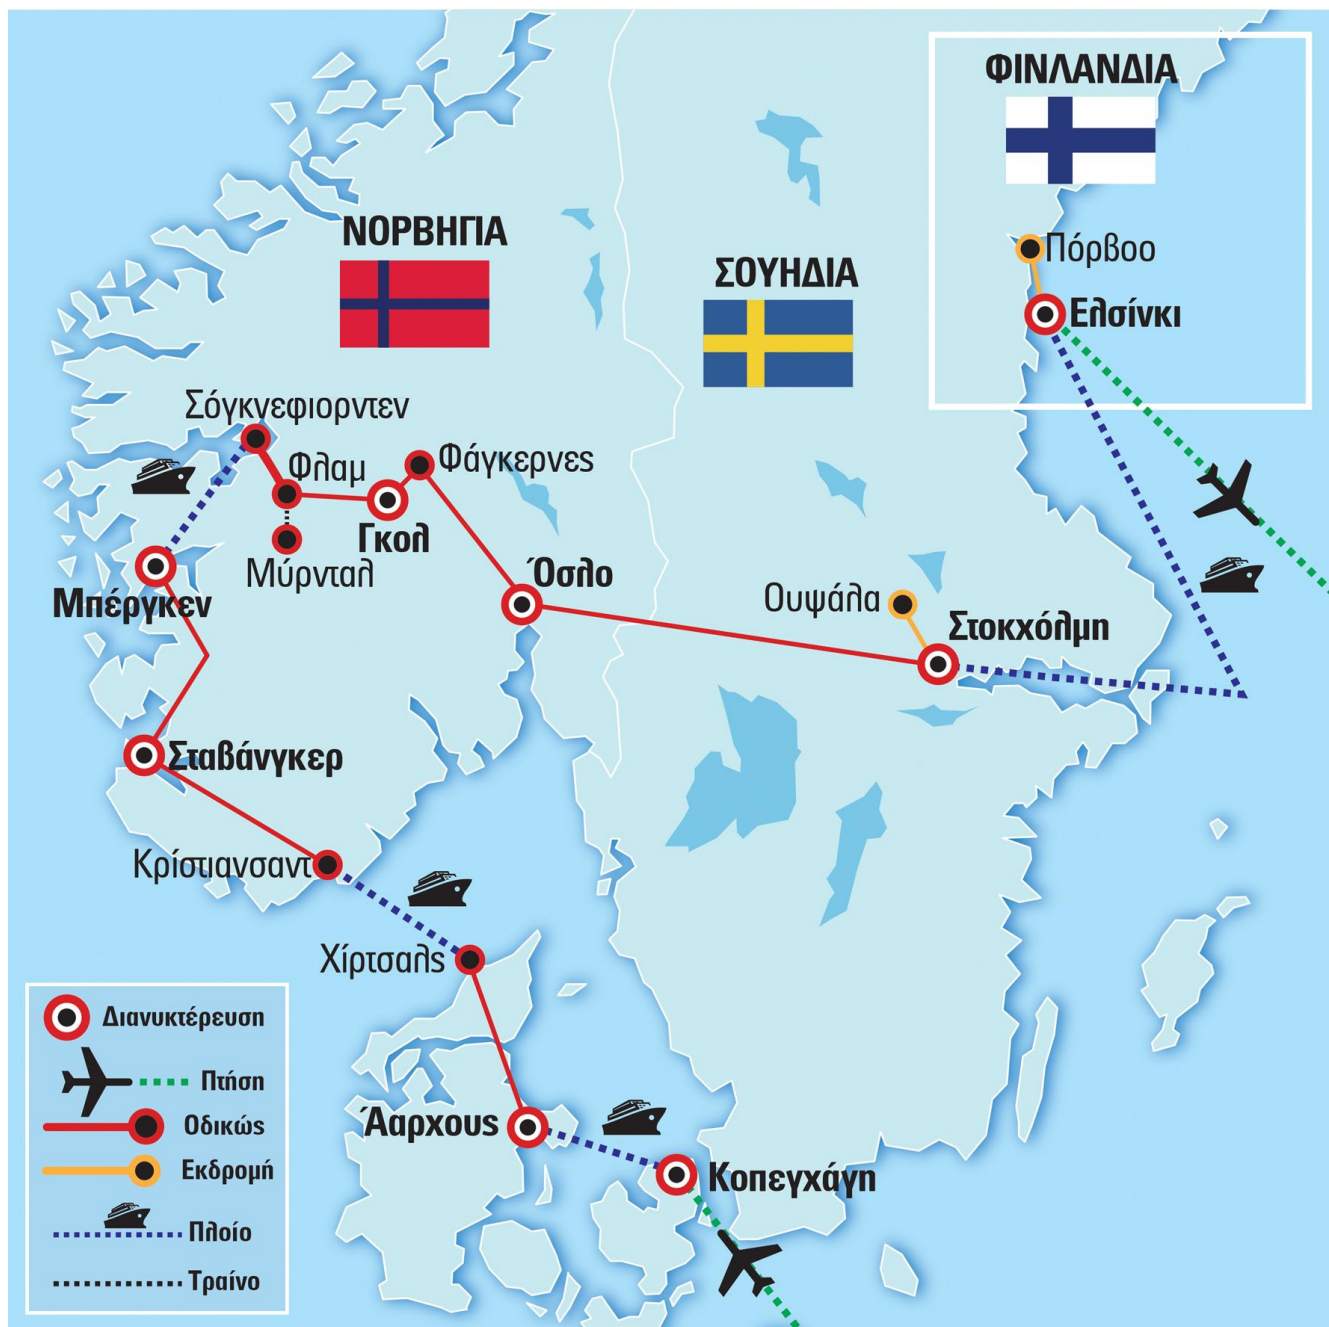 ΦΙΝΛΑΝΔΙΑ
ΝΟΡΒΗΓΙΑ
ΣΟΥΗΔΙΑ
Πόρβοο
Ελσίνκι
Σόγκνεφιορντεν
Φλαμ
Φάγκερνες
Γκολ
Μύρνταλ
Μπέργκεν
Όσλο
Ουψάλα
Στοκχόλμη
Σταβάνγκερ
Κρίστιανσαντ
Χίρτσαλς
Άαρχους
Κοπεγχάγη
Διανυκτέρευση
Πτήση
Οδικώς
Εκδρομή
Πλοίο
Τραίνο